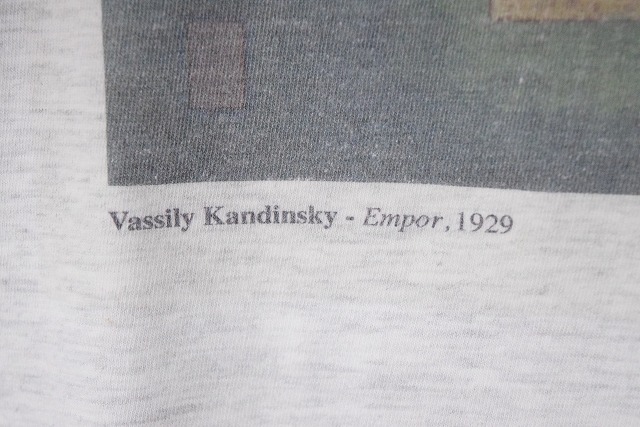 Vassily Kandinsky - Empor, 1929